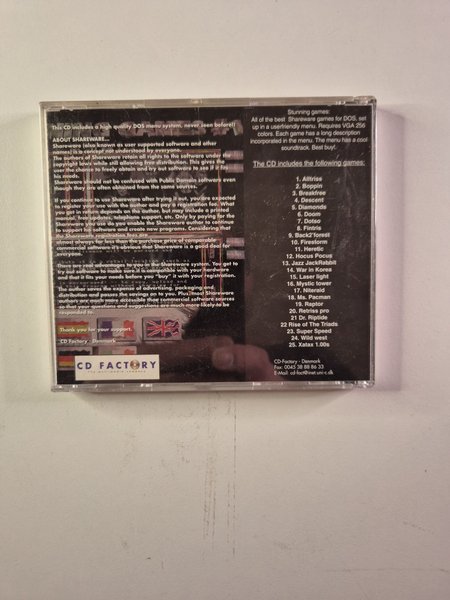 This CD includes a high quality DOS menu system, never seen before!!
ABOUT SHAREWARE...
Shareware (also known as user supported software and other
names) is a concept not understood by everyone.
The authors of Shareware retain all rights to the software under the
copyright laws while still allowing free distribution. This gives the
user the chance to freely obtain and try out software to see if it fits
his needs.
Shareware should not be confused with Public Domain software even
though they are often obtained from the same sources.
If you continue to use Shareware after trying it out, you are expected
to register your use with the author and pay a registration fee. What
you get in return depends on the author, but may include a printed
manual, free updates, telephone support, etc. Only by paying for the
Shareware you use do you enable the Shareware author to continue
to support his software and create new programs. Considering that
the Shareware registration fees are
almost always far less than the purchase price of comparable
commercial software it's obvious that Shareware is a good deal for
everyone.
There are real advantages to you in the Shareware system. You get to
try out software to make sure it is compatible with your hardware
and that it fits your needs before you "buy" it with your registration.
The author saves the expense of advertising, packaging and
distribution and passes the savings on to you. Plus, most Shareware
authors are much more accessible than commercial software sources
so that your questions and suggestions are much more likely to be
responded to.
Thank you for your support.
CD Factory - Denmark
CD FACTORY
Stunning games:
All of the best Shareware games for DOS, set
up in a userfriendly menu. Requires VGA 256
colors. Each game has a long description
incorporated in the menu. The menu has a cool
soundtrack. Best buy!.
The CD includes the following games:
1. Alttriss
2. Boppin
3. Breakfree
4. Descent
5. Diamonds
6. Doom
7. Dotso
8. Fintris
9. Back2forest
10. Firestorm
11. Heretic
12. Hocus Pocus
13. Jazz JackRabbit
14. War in Korea
15. Laser light
16. Mystic tower
17. Niteraid
18. Ms. Pacman
19. Raptor
20. Retriss pro
21 Dr. Riptide
22 Rise of The Triads
23. Super Speed
24. Wild west
25. Xatax 1.00s
CD-Factory - Denmark
Fax: 0045 38 88 86 33
E-Mail: cd-fact@inet.uni-c.dk